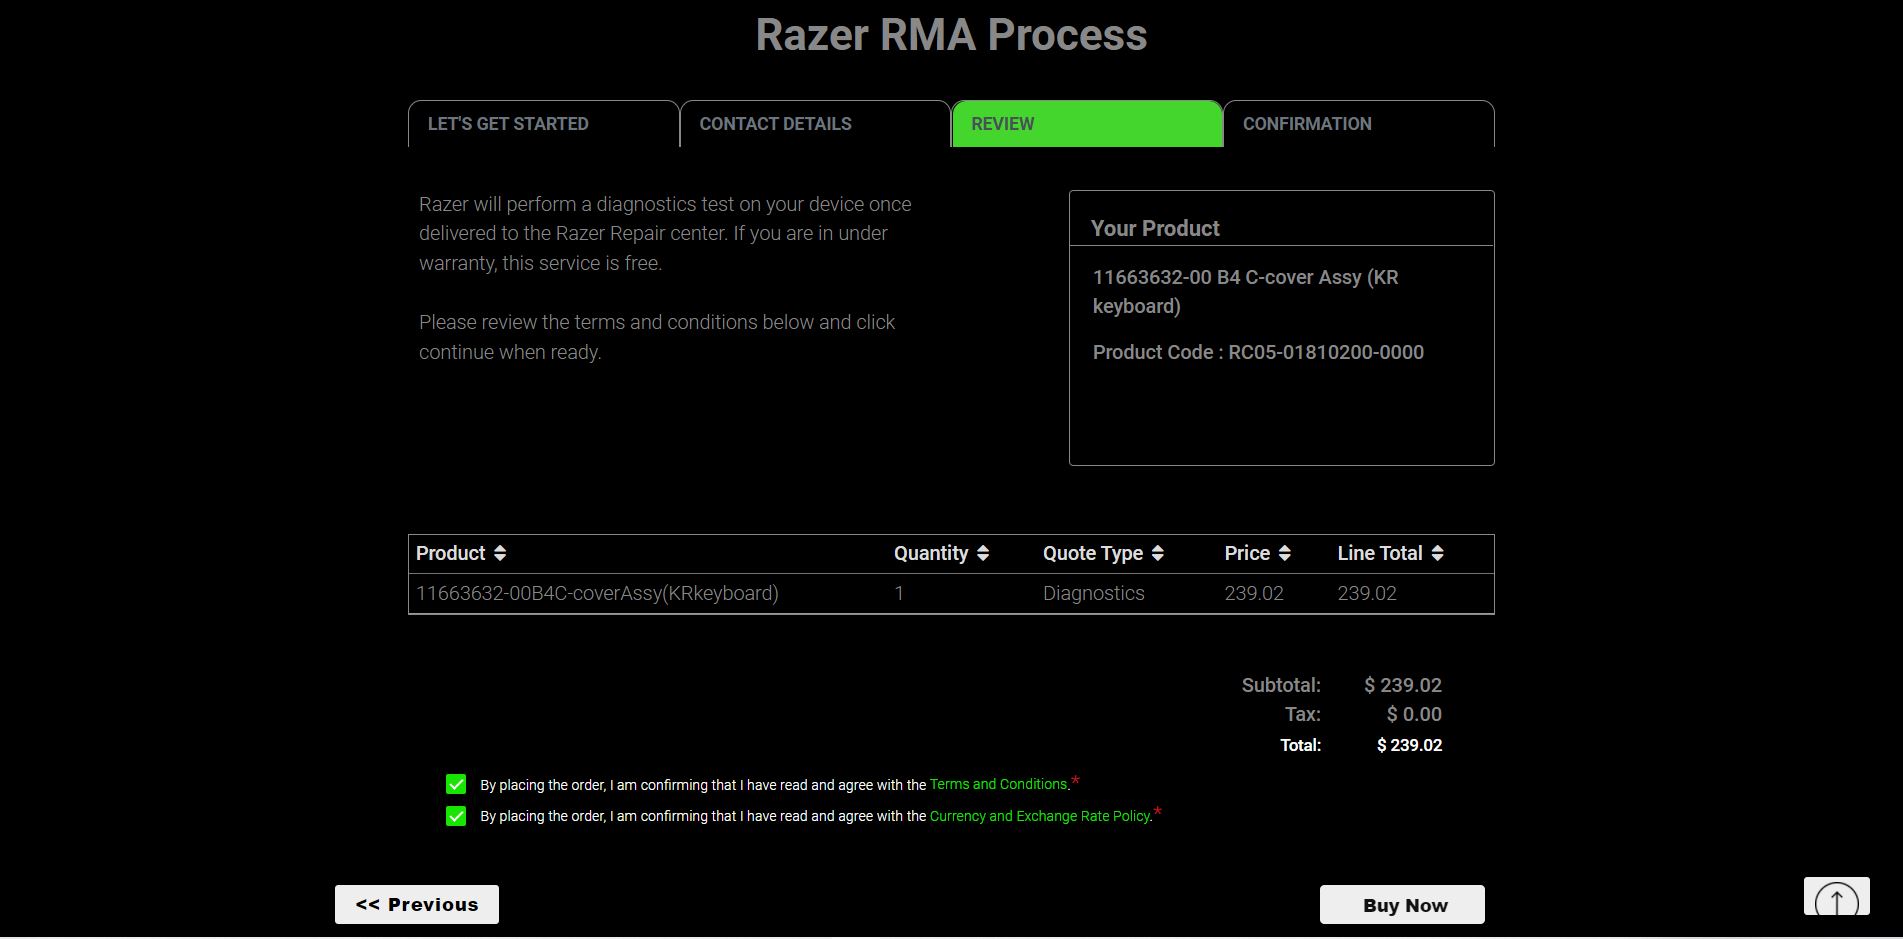 Razer RMA Process
LET'S GET STARTED
CONTACT DETAILS
REVIEW
CONFIRMATION
Razer will perform a diagnostics test on your device once
delivered to the Razer Repair center. If you are in under
warranty, this service is free.
Please review the terms and conditions below and click
continue when ready.
Your Product
11663632-00 B4 C-cover Assy (KR
keyboard)
Product Code : RC05-01810200-0000
Product Quantity Quote Type Price Line Total
11663632-00B4C-coverAssy(KRkeyboard) 1 Diagnostics 239.02 239.02
Subtotal: $ 239.02
Tax: $ 0.00
Total: $ 239.02
By placing the order, I am confirming that I have read and agree with the Terms and Conditions.*
By placing the order, I am confirming that I have read and agree with the Currency and Exchange Rate Policy.*
<< Previous
Buy Now